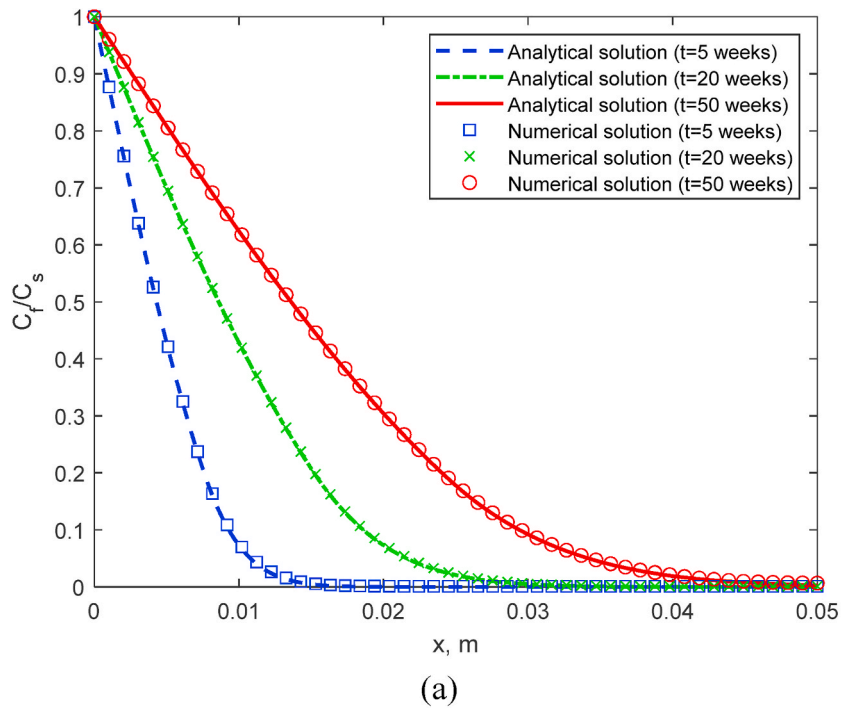 1
0.9
0.8
0.7
0.6
0.5
0.4
0.3
0.2
0.1
0
C_f/C_s
Analytical solution (t=5 weeks)
Analytical solution (t=20 weeks)
Analytical solution (t=50 weeks)
Numerical solution (t=5 weeks)
Numerical solution (t=20 weeks)
Numerical solution (t=50 weeks)
0 0.01 0.02 0.03 0.04 0.05
x, m
(a)